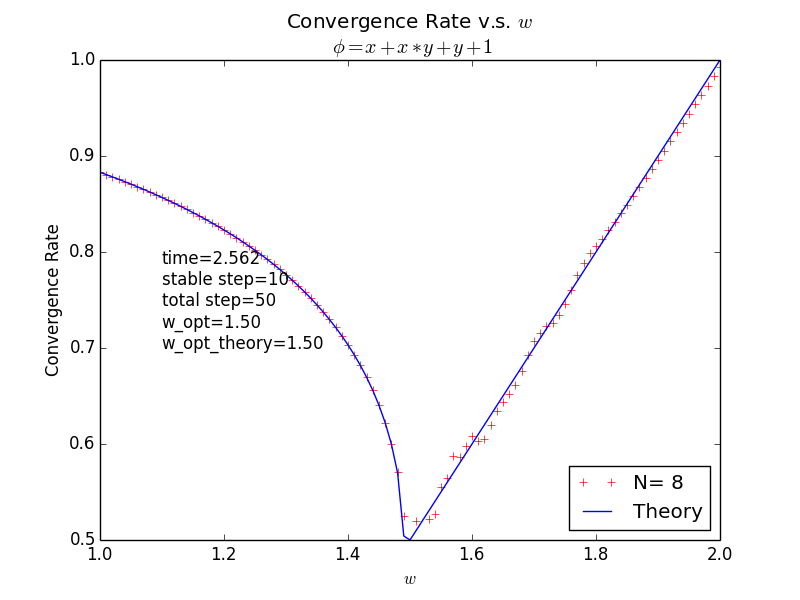 Convergence Rate v.s. w
ϕ=x+x∗y+y+1
1.0
0.9
0.8
0.7
0.6
0.5
Convergence Rate
time=2.562
stable step=10
total step=50
w_opt=1.50
w_opt_theory=1.50
N= 8
Theory
1.0 1.2 1.4 1.6 1.8 2.0
w